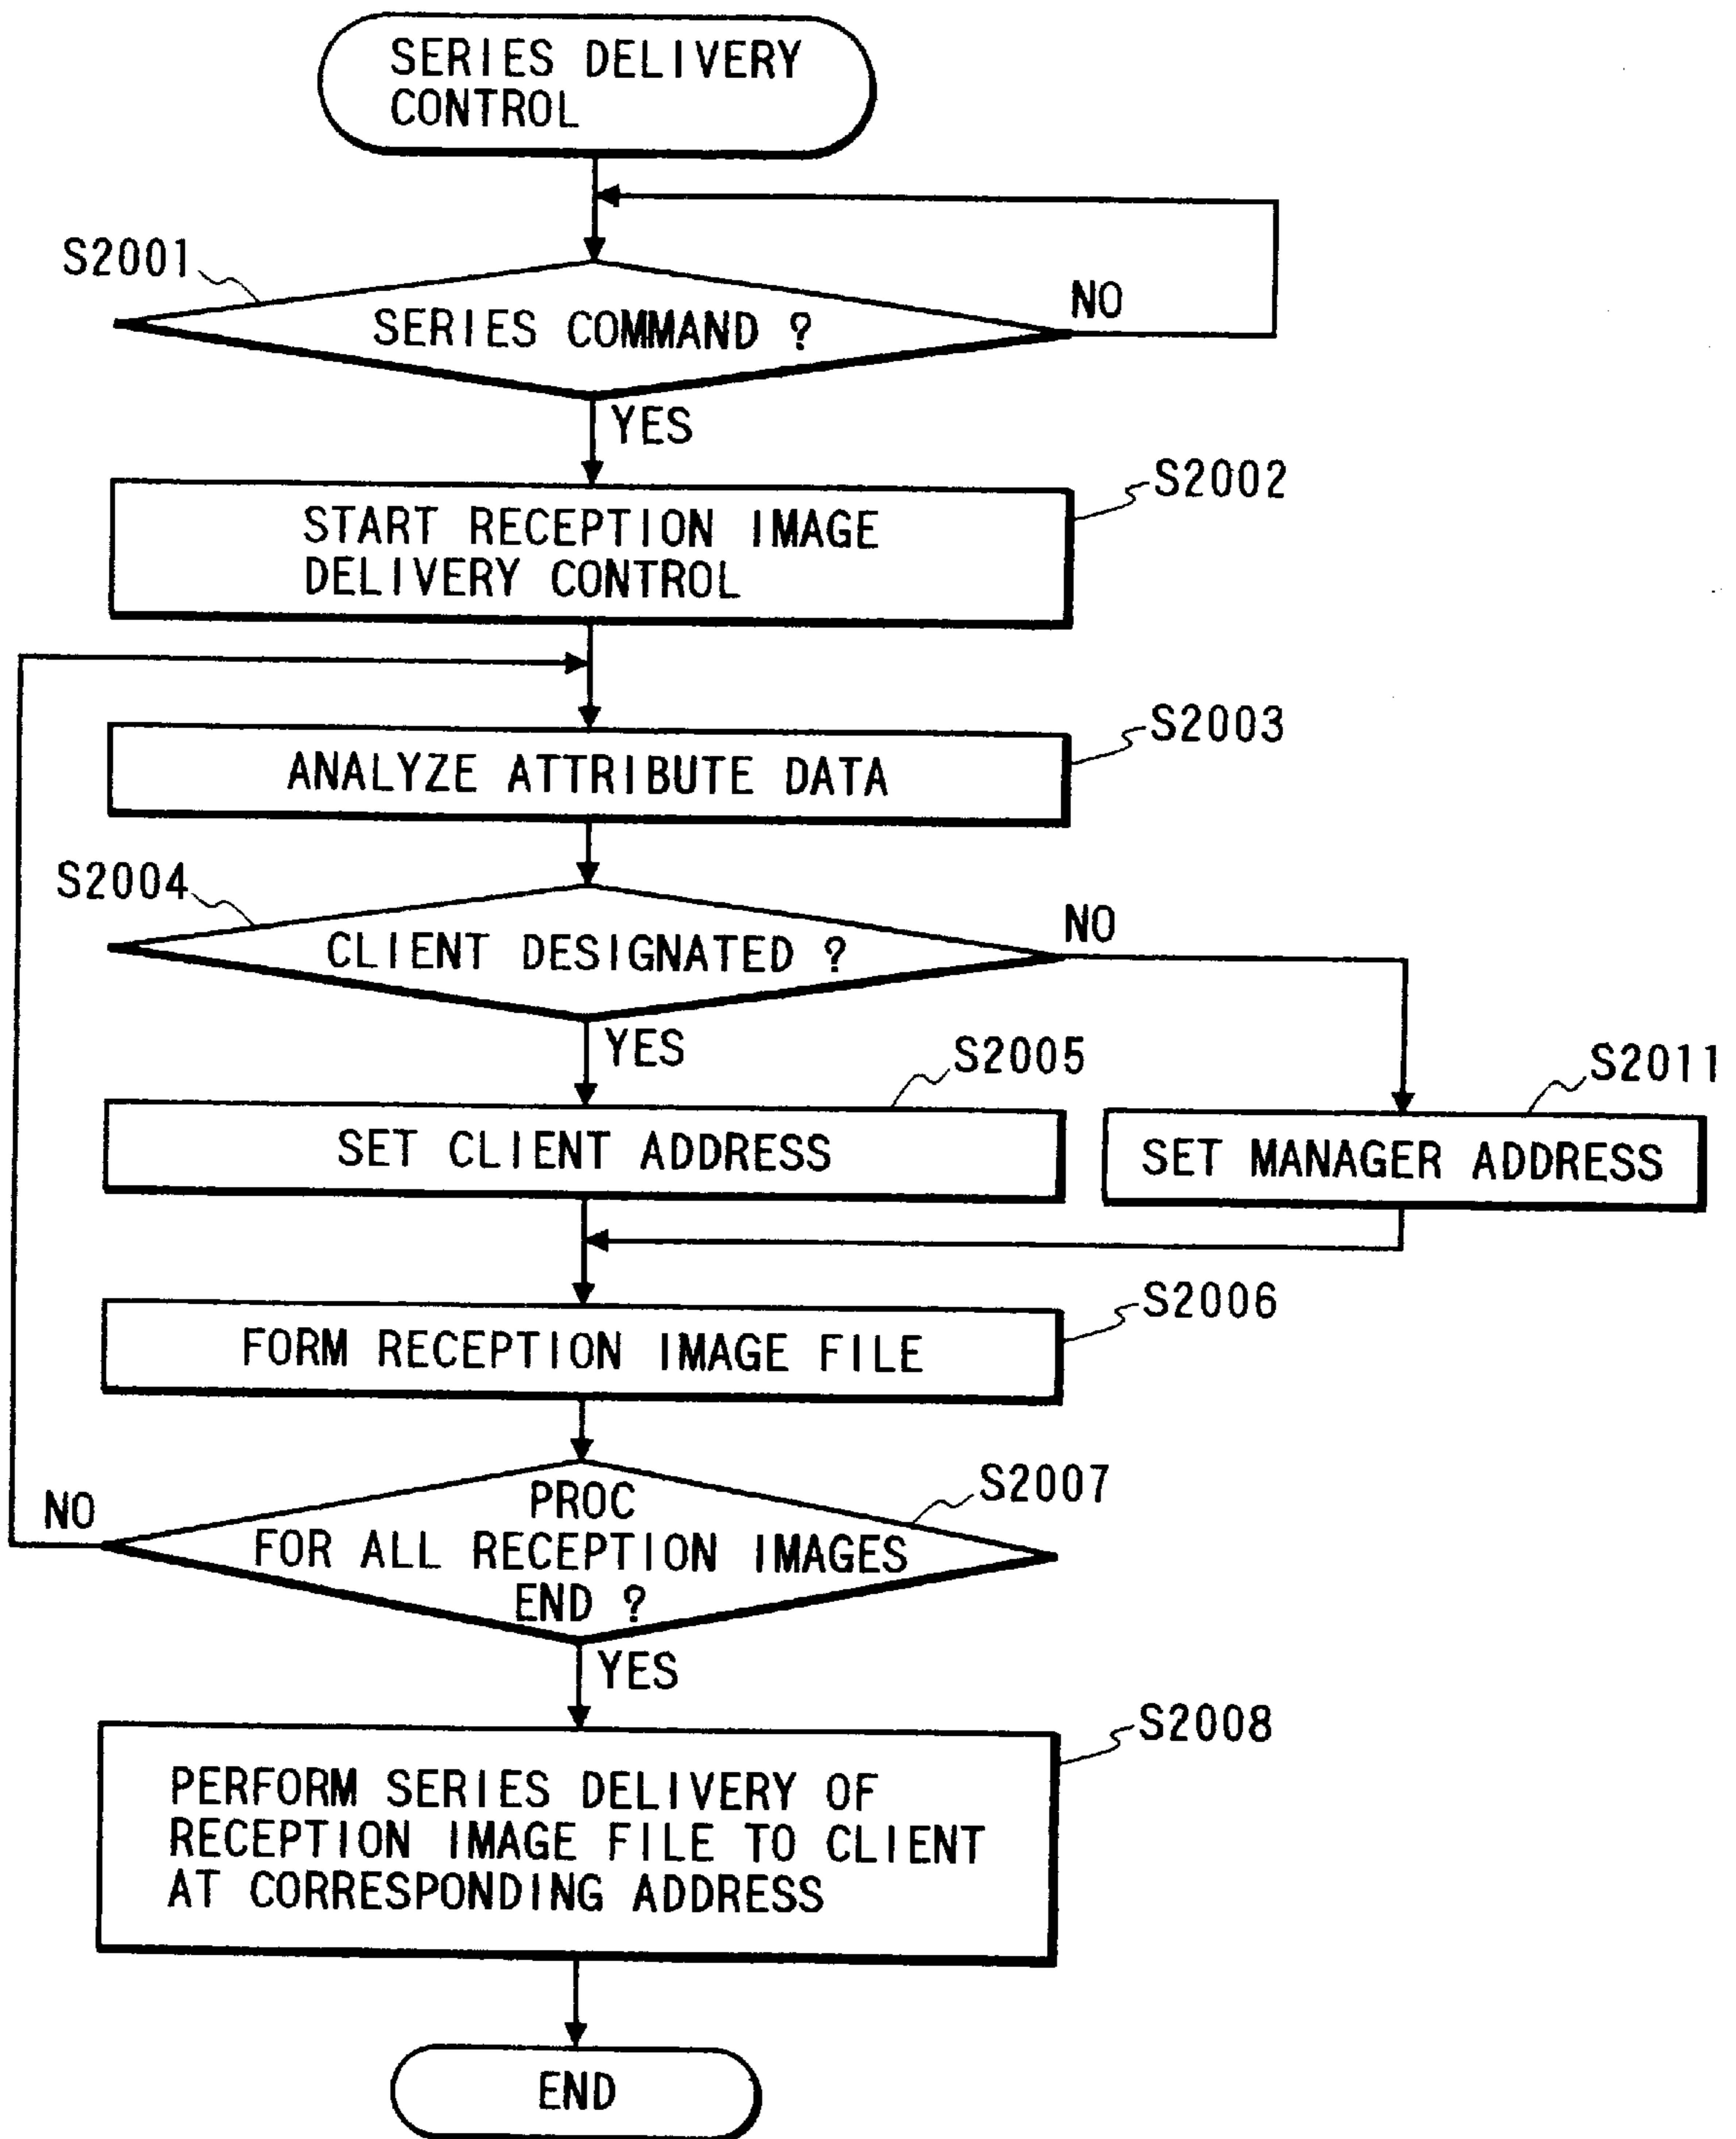 SERIES DELIVERY
CONTROL
S2001
SERIES COMMAND ?
NO
YES
S2002
START RECEPTION IMAGE
DELIVERY CONTROL
S2003
ANALYZE ATTRIBUTE DATA
S2004
CLIENT DESIGNATED ?
NO
YES
S2005
SET CLIENT ADDRESS
S2011
SET MANAGER ADDRESS
S2006
FORM RECEPTION IMAGE FILE
S2007
PROC
FOR ALL RECEPTION IMAGES
END ?
NO
YES
S2008
PERFORM SERIES DELIVERY OF
RECEPTION IMAGE FILE TO CLIENT
AT CORRESPONDING ADDRESS
END